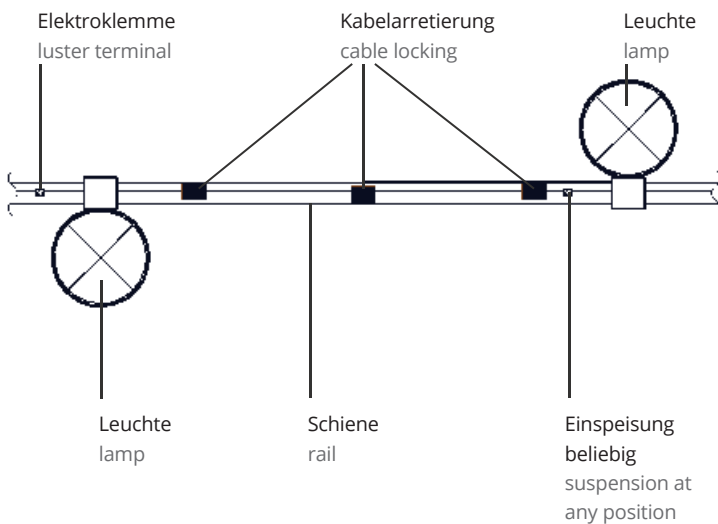 Elektroklemme
luster terminal
Kabelarretierung
cable locking
Leuchte
lamp
Leuchte
lamp
Schiene
rail
Einspeisung
beliebig
suspension at
any position